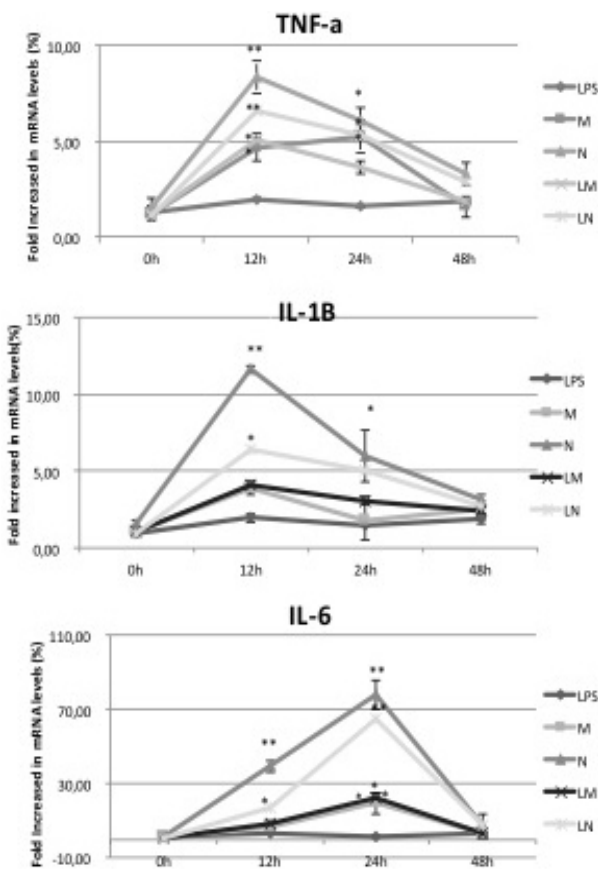 TNF-a
Fold Increased in mRNA levels (%)
10,00
5,00
0,00
0h
12h
24h
48h
**
**
*
*
*
*
*
LPS
M
N
LM
LN
IL-1B
Fold increased in mRNA levels(%)
15,00
10,00
5,00
0,00
0h
12h
24h
48h
**
*
*
LPS
M
N
LM
LN
IL-6
Fold increased in mRNA levels (%)
110,00
70,00
30,00
-10,00
0h
12h
24h
48h
**
*
**
**
*
*
*
LPS
M
N
LM
LN